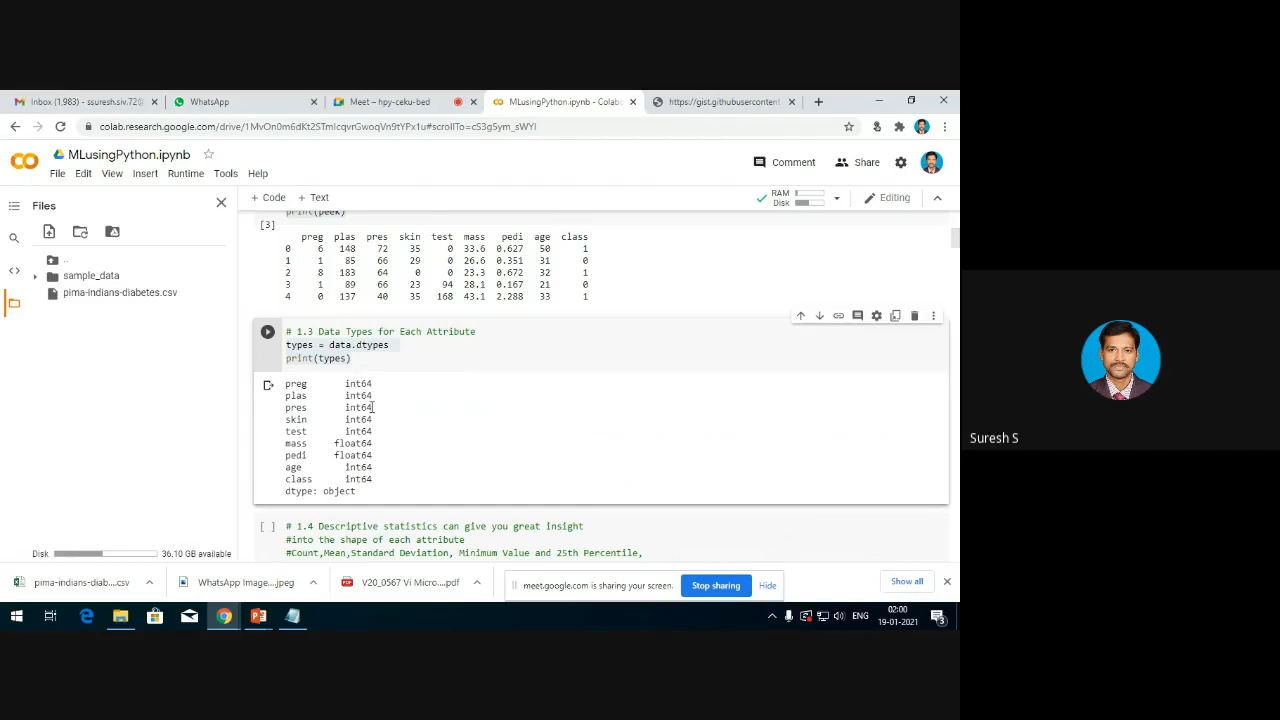 Inbox (1,983) - ssuresh.siv.72@
WhatsApp
Meet – hpy-ceku-bed
MLusingPython.ipynb - Colab
https://gist.githubusercontent
colab.research.google.com/drive/1MvOn0m6dKt2STmIcqvrGwoqVn9tYPx1u#scrollTo=cS3g5ym_sWYI
MLusingPython.ipynb
Comment
Share
File Edit View Insert Runtime Tools Help
Files
+ Code + Text
RAM
Disk
Editing
print(peek)
[3]
preg plas pres skin test mass pedi age class
0 6 148 72 35 0 33.6 0.627 50 1
1 1 85 66 29 0 26.6 0.351 31 0
2 8 183 64 0 0 23.3 0.672 32 1
3 1 89 66 23 94 28.1 0.167 21 0
4 0 137 40 35 168 43.1 2.288 33 1
..
sample_data
pima-indians-diabetes.csv
# 1.3 Data Types for Each Attribute
types = data.dtypes
print(types)
preg int64
plas int64
pres int64
skin int64
test int64
mass float64
pedi float64
age int64
class int64
dtype: object
[ ] # 1.4 Descriptive statistics can give you great insight
#into the shape of each attribute
#Count,Mean,Standard Deviation, Minimum Value and 25th Percentile,
Disk 36.10 GB available
pima-indians-diab....csv
WhatsApp Image....jpeg
V20_0567 Vi Micro....pdf
meet.google.com is sharing your screen.
Stop sharing
Hide
Show all
ENG
02:00
19-01-2021
3
Suresh S